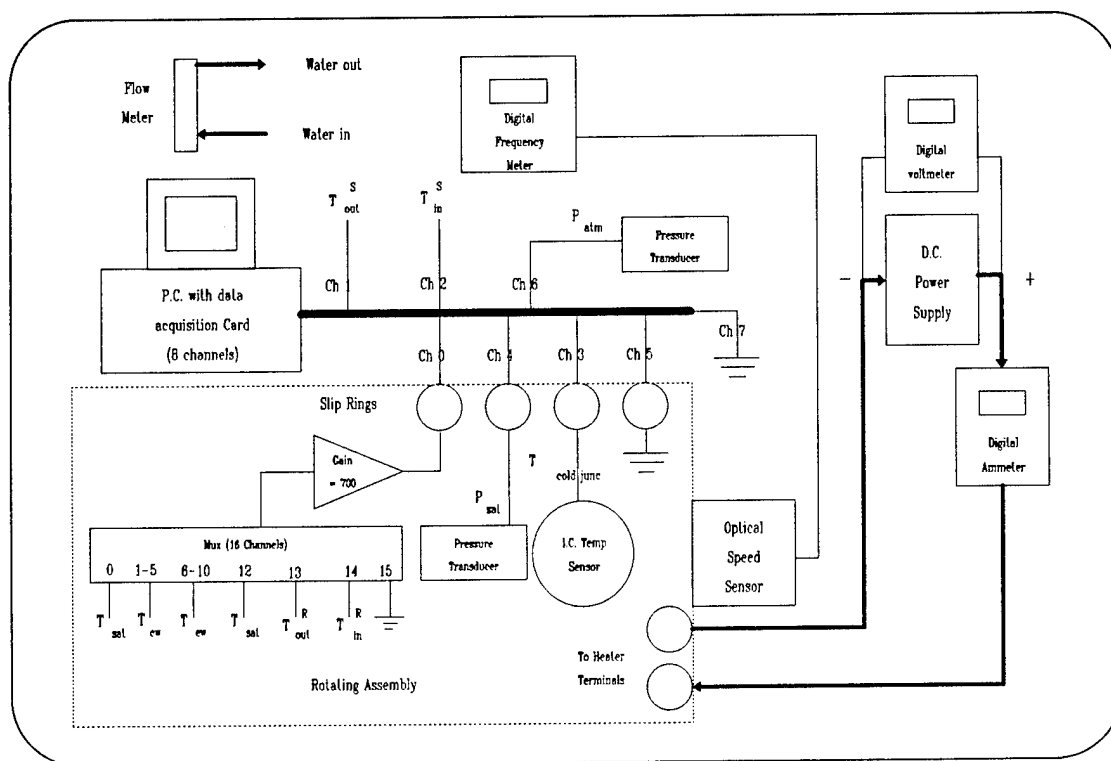 Water out
Flow
Meter
Water in
Digital
Frequency
Meter
Digital
voltmeter
T S out
T S in
P atm
Pressure
Transducer
D.C.
Power
Supply
-
+
P.C. with data
acquisition Card
(8 channels)
Ch 1
Ch 2
Ch 6
Ch 7
Ch 0
Ch 4
Ch 3
Ch 5
Slip Rings
Digital
Ammeter
Gain
= 700
T cold junc
P sat
Mux (16 Channels)
0 1-5 6-10 12 13 14 15
Pressure
Transducer
I.C. Temp
Sensor
Optical
Speed
Sensor
T sat T cw T ew T sat T R out T R in
To Heater
Terminals
Rotating Assembly